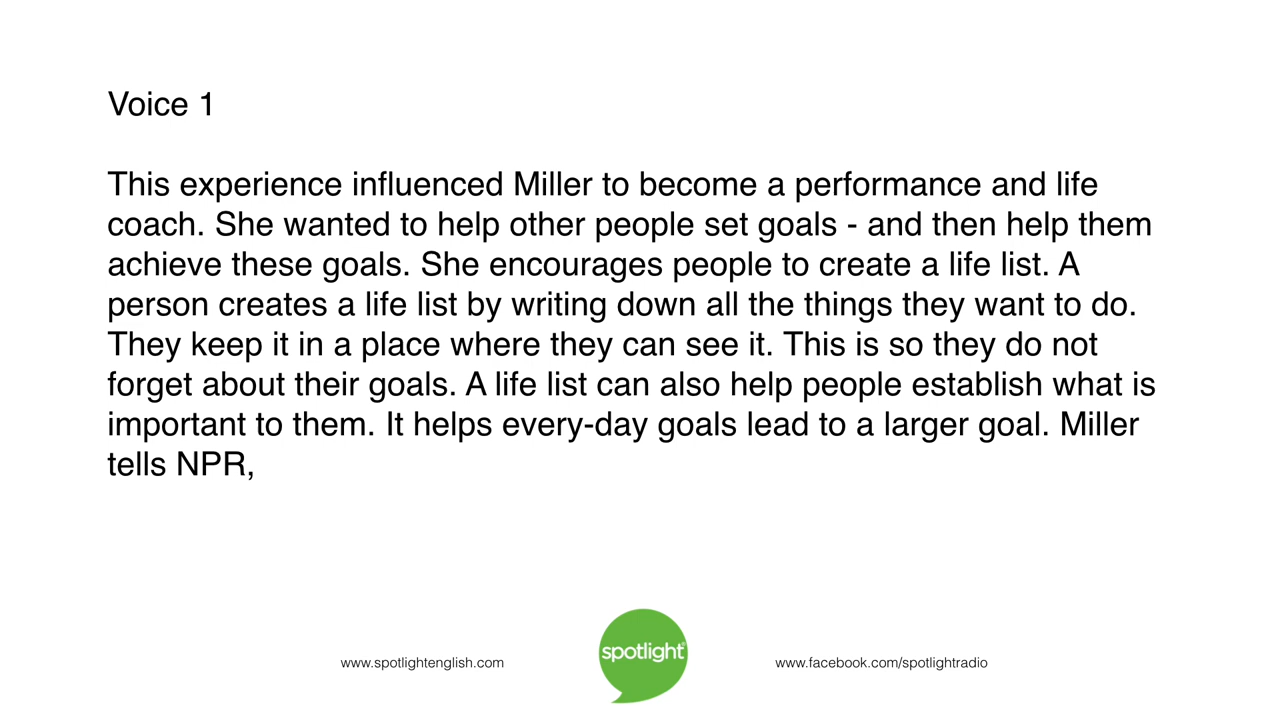 Voice 1
This experience influenced Miller to become a performance and life
coach. She wanted to help other people set goals - and then help them
achieve these goals. She encourages people to create a life list. A
person creates a life list by writing down all the things they want to do.
They keep it in a place where they can see it. This is so they do not
forget about their goals. A life list can also help people establish what is
important to them. It helps every-day goals lead to a larger goal. Miller
tells NPR,
www.spotlightenglish.com
spotlight®
www.facebook.com/spotlightradio